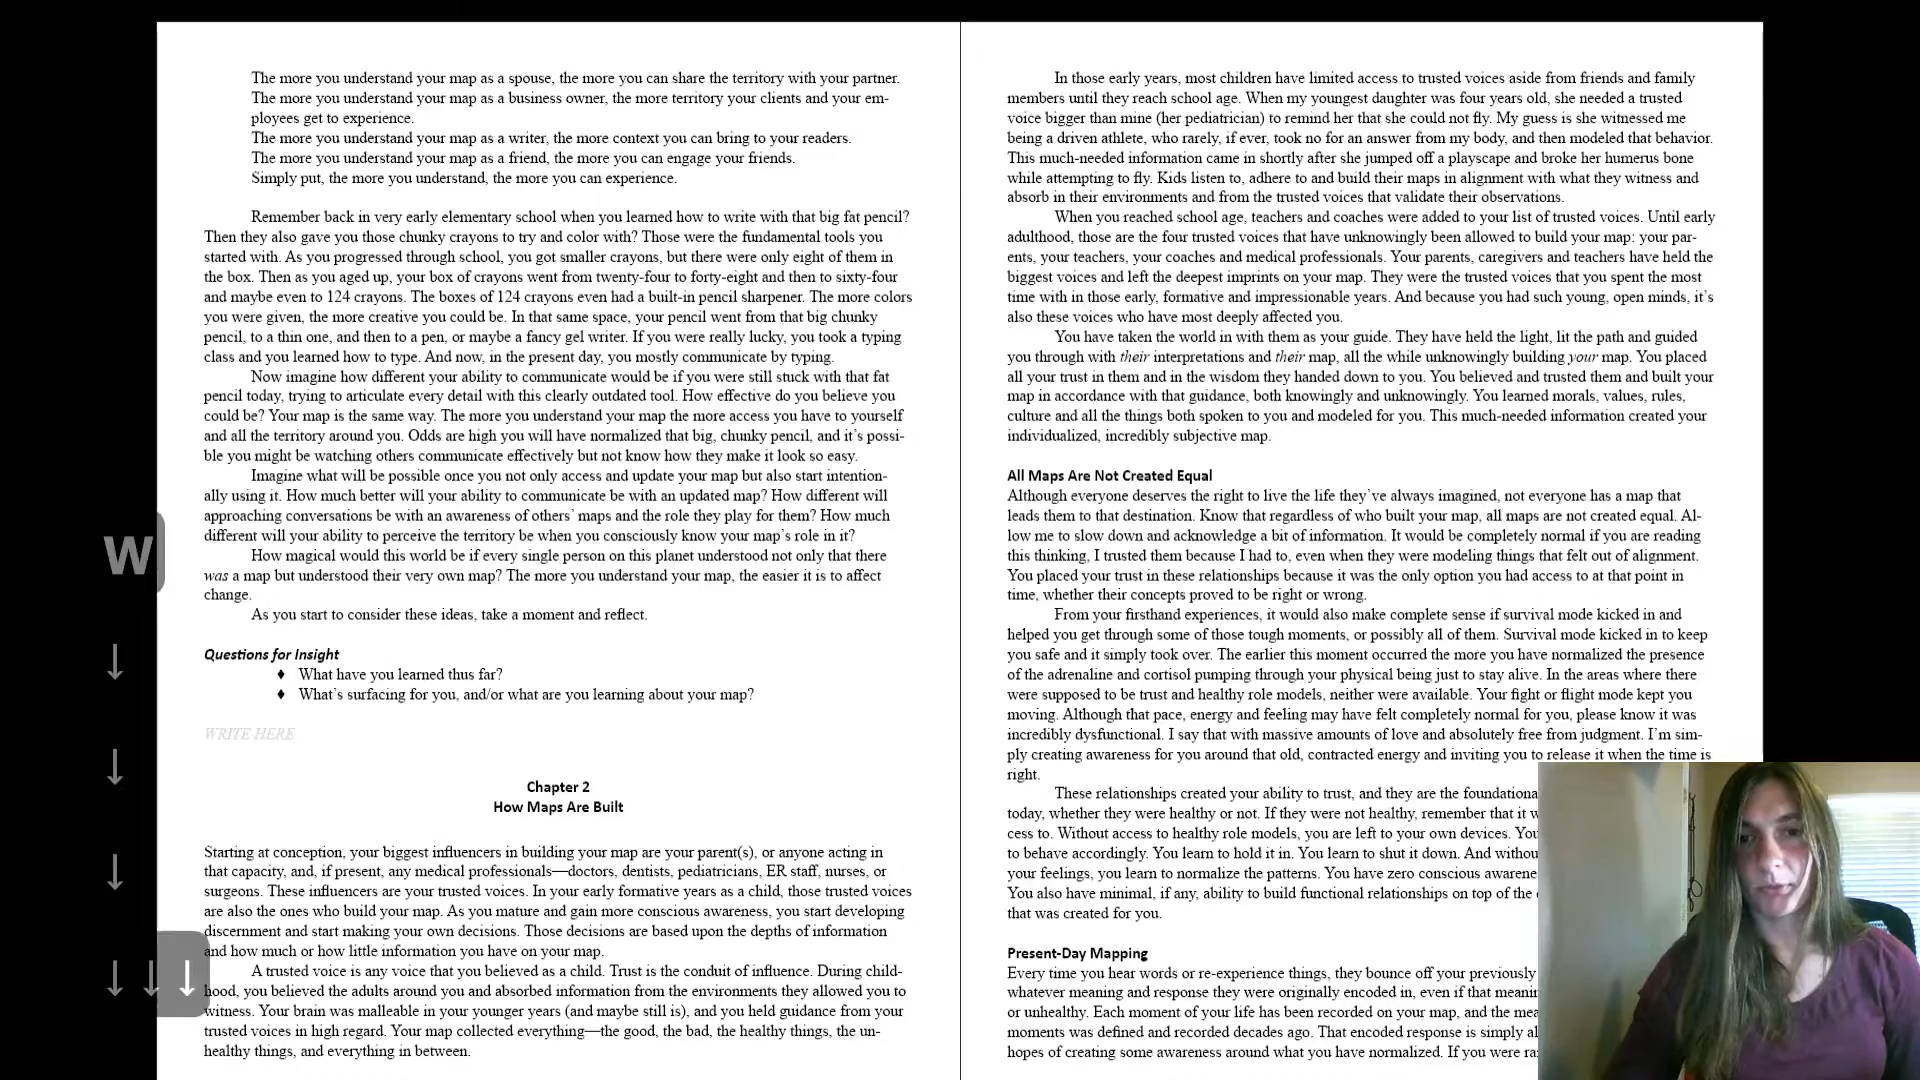 The more you understand your map as a spouse, the more you can share the territory with your partner.
The more you understand your map as a business owner, the more territory your clients and your em-
ployees get to experience.
The more you understand your map as a writer, the more context you can bring to your readers.
The more you understand your map as a friend, the more you can engage your friends.
Simply put, the more you understand, the more you can experience.
Remember back in very early elementary school when you learned how to write with that big fat pencil?
Then they also gave you those chunky crayons to try and color with? Those were the fundamental tools you
started with. As you progressed through school, you got smaller crayons, but there were only eight of them in
the box. Then as you aged up, your box of crayons went from twenty-four to forty-eight and then to sixty-four
and maybe even to 124 crayons. The boxes of 124 crayons even had a built-in pencil sharpener. The more colors
you were given, the more creative you could be. In that same space, your pencil went from that big chunky
pencil, to a thin one, and then to a pen, or maybe a fancy gel writer. If you were really lucky, you took a typing
class and you learned how to type. And now, in the present day, you mostly communicate by typing.
Now imagine how different your ability to communicate would be if you were still stuck with that fat
pencil today, trying to articulate every detail with this clearly outdated tool. How effective do you believe you
could be? Your map is the same way. The more you understand your map the more access you have to yourself
and all the territory around you. Odds are high you will have normalized that big, chunky pencil, and it's possi-
ble you might be watching others communicate effectively but not know how they make it look so easy.
Imagine what will be possible once you not only access and update your map but also start intention-
ally using it. How much better will your ability to communicate be with an updated map? How different will
approaching conversations be with an awareness of others' maps and the role they play for them? How much
different will your ability to perceive the territory be when you consciously know your map's role in it?
How magical would this world be if every single person on this planet understood not only that there
was a map but understood their very own map? The more you understand your map, the easier it is to affect
change.
As you start to consider these ideas, take a moment and reflect.
Questions for Insight
♦ What have you learned thus far?
♦ What's surfacing for you, and/or what are you learning about your map?
WRITE HERE
Chapter 2
How Maps Are Built
Starting at conception, your biggest influencers in building your map are your parent(s), or anyone acting in
that capacity, and, if present, any medical professionals—doctors, dentists, pediatricians, ER staff, nurses, or
surgeons. These influencers are your trusted voices. In your early formative years as a child, those trusted voices
are also the ones who build your map. As you mature and gain more conscious awareness, you start developing
discernment and start making your own decisions. Those decisions are based upon the depths of information
and how much or how little information you have on your map.
A trusted voice is any voice that you believed as a child. Trust is the conduit of influence. During child-
hood, you believed the adults around you and absorbed information from the environments they allowed you to
witness. Your brain was malleable in your younger years (and maybe still is), and you held guidance from your
trusted voices in high regard. Your map collected everything—the good, the bad, the healthy things, the un-
healthy things, and everything in between.
In those early years, most children have limited access to trusted voices aside from friends and family
members until they reach school age. When my youngest daughter was four years old, she needed a trusted
voice bigger than mine (her pediatrician) to remind her that she could not fly. My guess is she witnessed me
being a driven athlete, who rarely, if ever, took no for an answer from my body, and then modeled that behavior.
This much-needed information came in shortly after she jumped off a playscape and broke her humerus bone
while attempting to fly. Kids listen to, adhere to and build their maps in alignment with what they witness and
absorb in their environments and from the trusted voices that validate their observations.
When you reached school age, teachers and coaches were added to your list of trusted voices. Until early
adulthood, those are the four trusted voices that have unknowingly been allowed to build your map: your par-
ents, your teachers, your coaches and medical professionals. Your parents, caregivers and teachers have held the
biggest voices and left the deepest imprints on your map. They were the trusted voices that you spent the most
time with in those early, formative and impressionable years. And because you had such young, open minds, it's
also these voices who have most deeply affected you.
You have taken the world in with them as your guide. They have held the light, lit the path and guided
you through with their interpretations and their map, all the while unknowingly building your map. You placed
all your trust in them and in the wisdom they handed down to you. You believed and trusted them and built your
map in accordance with that guidance, both knowingly and unknowingly. You learned morals, values, rules,
culture and all the things both spoken to you and modeled for you. This much-needed information created your
individualized, incredibly subjective map.
All Maps Are Not Created Equal
Although everyone deserves the right to live the life they've always imagined, not everyone has a map that
leads them to that destination. Know that regardless of who built your map, all maps are not created equal. Al-
low me to slow down and acknowledge a bit of information. It would be completely normal if you are reading
this thinking, I trusted them because I had to, even when they were modeling things that felt out of alignment.
You placed your trust in these relationships because it was the only option you had access to at that point in
time, whether their concepts proved to be right or wrong.
From your firsthand experiences, it would also make complete sense if survival mode kicked in and
helped you get through some of those tough moments, or possibly all of them. Survival mode kicked in to keep
you safe and it simply took over. The earlier this moment occurred the more you have normalized the presence
of the adrenaline and cortisol pumping through your physical being just to stay alive. In the areas where there
were supposed to be trust and healthy role models, neither were available. Your fight or flight mode kept you
moving. Although that pace, energy and feeling may have felt completely normal for you, please know it was
incredibly dysfunctional. I say that with massive amounts of love and absolutely free from judgment. I'm sim-
ply creating awareness for you around that old, contracted energy and inviting you to release it when the time is
right.
These relationships created your ability to trust, and they are the foundationa
today, whether they were healthy or not. If they were not healthy, remember that it w
cess to. Without access to healthy role models, you are left to your own devices. You
to behave accordingly. You learn to hold it in. You learn to shut it down. And withou
your feelings, you learn to normalize the patterns. You have zero conscious awarene
You also have minimal, if any, ability to build functional relationships on top of the
that was created for you.
Present-Day Mapping
Every time you hear words or re-experience things, they bounce off your previously
whatever meaning and response they were originally encoded in, even if that meanin
or unhealthy. Each moment of your life has been recorded on your map, and the mea
moments was defined and recorded decades ago. That encoded response is simply al
hopes of creating some awareness around what you have normalized. If you were ra
W
↓
↓
↓
↓ ↓ ↓